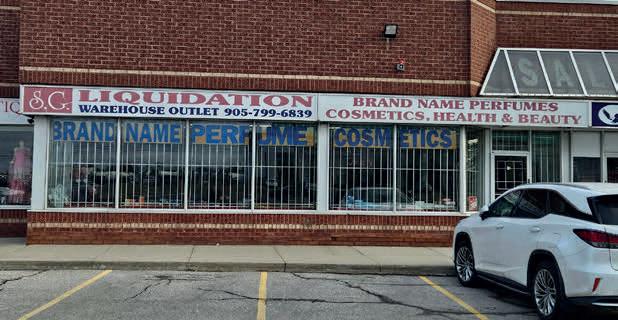 S.G. LIQUIDATION
WAREHOUSE OUTLET 905-799-6839
BRAND NAME PERFUMES
COSMETICS, HEALTH & BEAUTY
BRAND NAME PERFUME COSMETICS